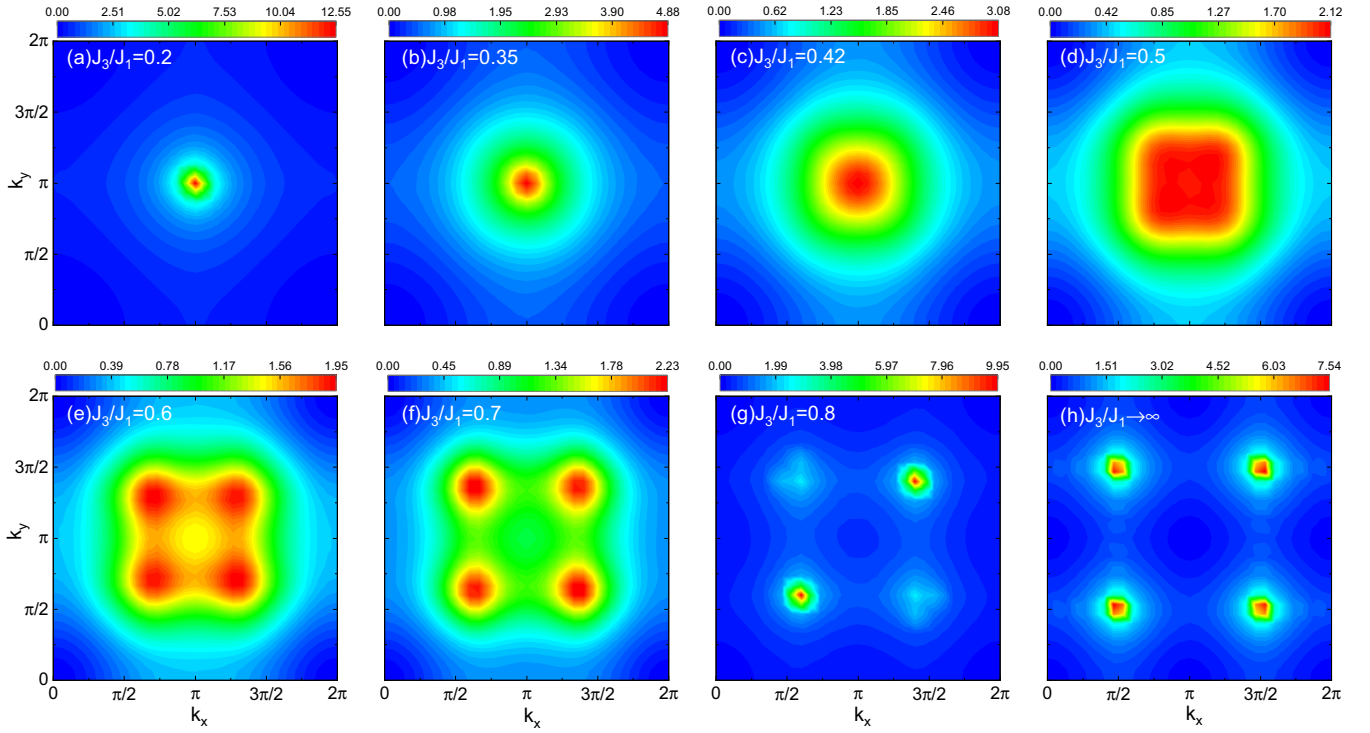 0.00 2.51 5.02 7.53 10.04 12.55
0.00 0.98 1.95 2.93 3.90 4.88
0.00 0.62 1.23 1.85 2.46 3.08
0.00 0.42 0.85 1.27 1.70 2.12
(a)J3/J1=0.2
(b)J3/J1=0.35
(c)J3/J1=0.42
(d)J3/J1=0.5
2π
3π/2
π
π/2
0
ky
0.00 0.39 0.78 1.17 1.56 1.95
0.00 0.45 0.89 1.34 1.78 2.23
0.00 1.99 3.98 5.97 7.96 9.95
0.00 1.51 3.02 4.52 6.03 7.54
(e)J3/J1=0.6
(f)J3/J1=0.7
(g)J3/J1=0.8
(h)J3/J1→∞
2π
3π/2
π
π/2
0
ky
0 π/2 π 3π/2 2π
0 π/2 π 3π/2 2π
0 π/2 π 3π/2 2π
0 π/2 π 3π/2 2π
kx
kx
kx
kx